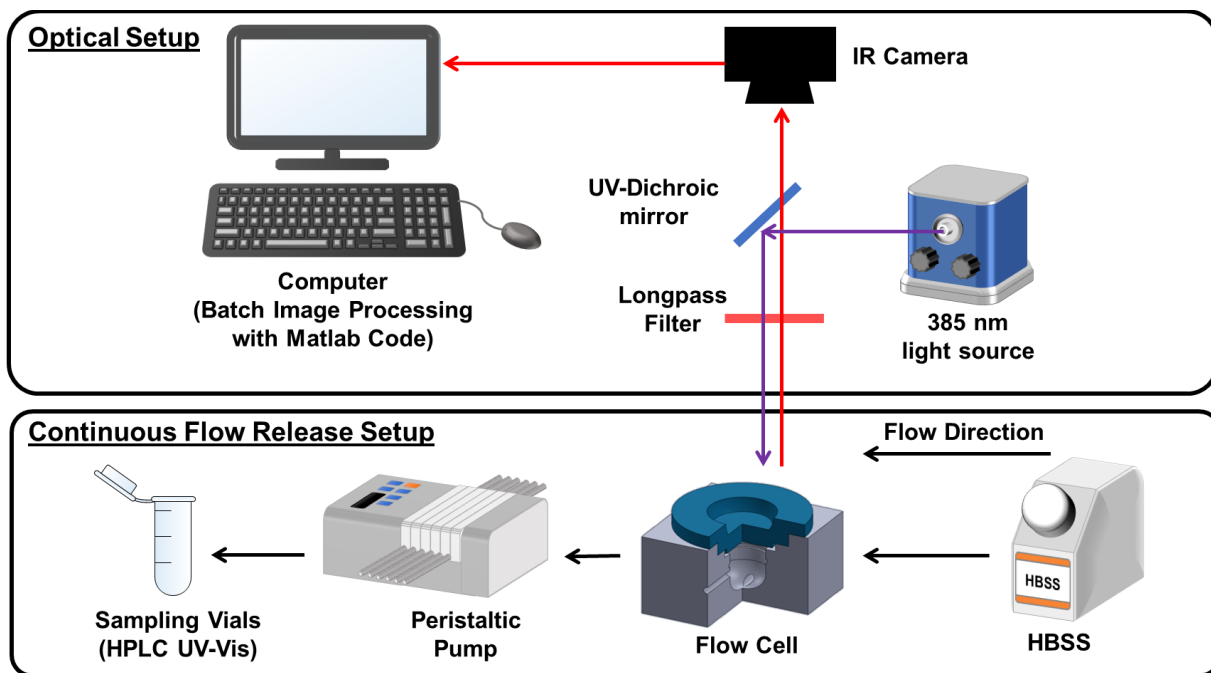 Optical Setup
IR Camera
UV-Dichroic
mirror
Computer
(Batch Image Processing
with Matlab Code)
Longpass
Filter
385 nm
light source
Continuous Flow Release Setup
Flow Direction
HBSS
Sampling Vials
(HPLC UV-Vis)
Peristaltic
Pump
Flow Cell
HBSS